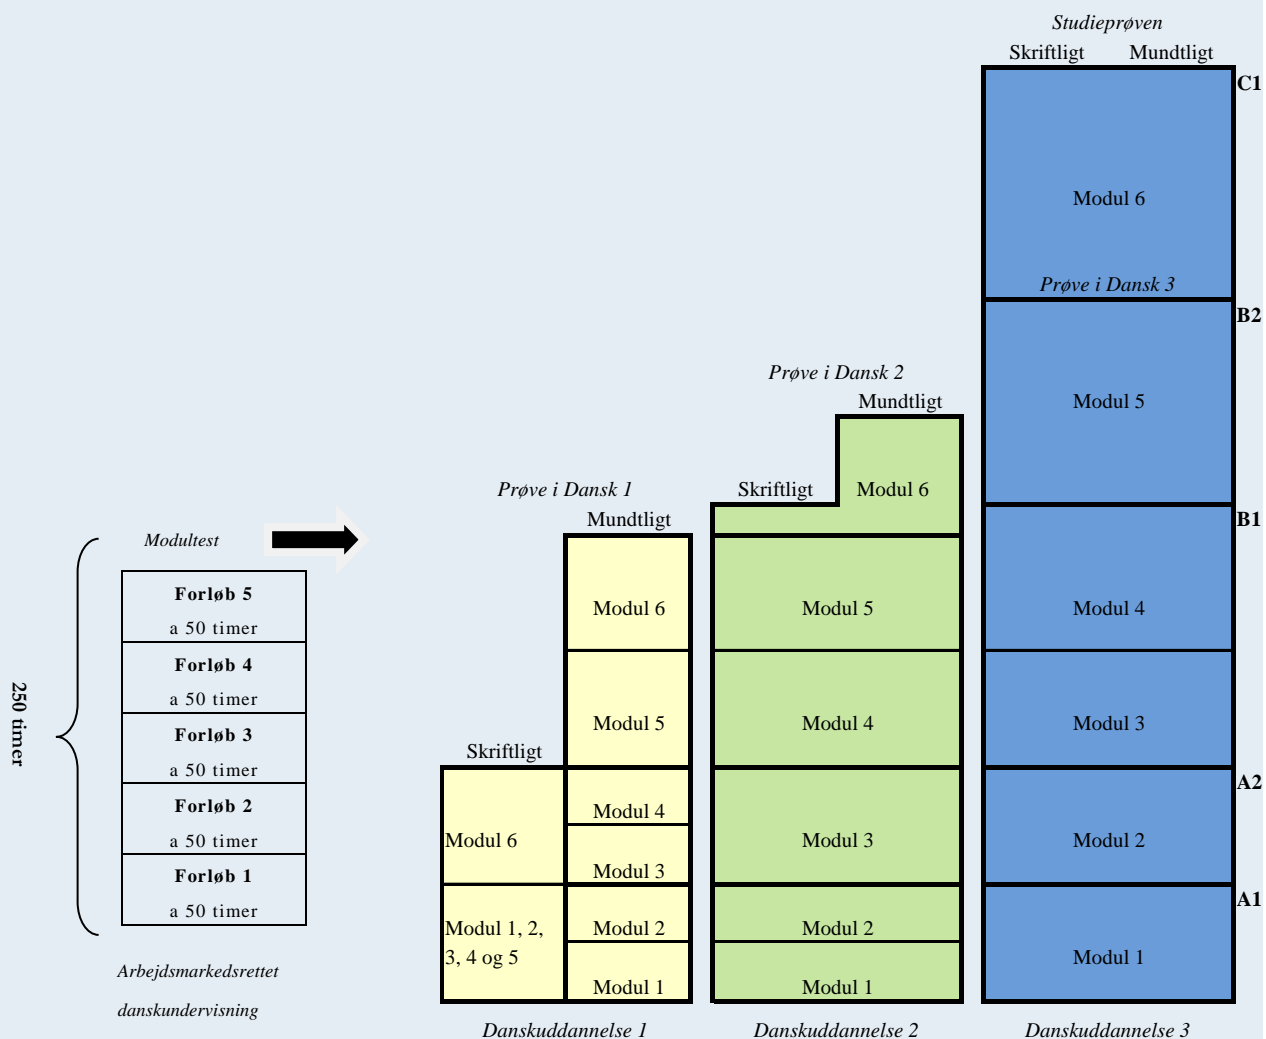 250 timer
Modultest
Forløb 5
a 50 timer
Forløb 4
a 50 timer
Forløb 3
a 50 timer
Forløb 2
a 50 timer
Forløb 1
a 50 timer
Arbejdsmarkedsrettet
danskundervisning
Prøve i Dansk 1
Mundtligt
Skriftligt
Modul 6
Modul 1, 2,
3, 4 og 5
Modul 6
Modul 5
Modul 4
Modul 3
Modul 2
Modul 1
Danskuddannelse 1
Prøve i Dansk 2
Mundtligt
Skriftligt
Modul 6
Modul 5
Modul 4
Modul 3
Modul 2
Modul 1
Danskuddannelse 2
Studieprøven
Skriftligt Mundtligt
C1
Modul 6
Prøve i Dansk 3
B2
Modul 5
B1
Modul 4
Modul 3
A2
Modul 2
A1
Modul 1
Danskuddannelse 3